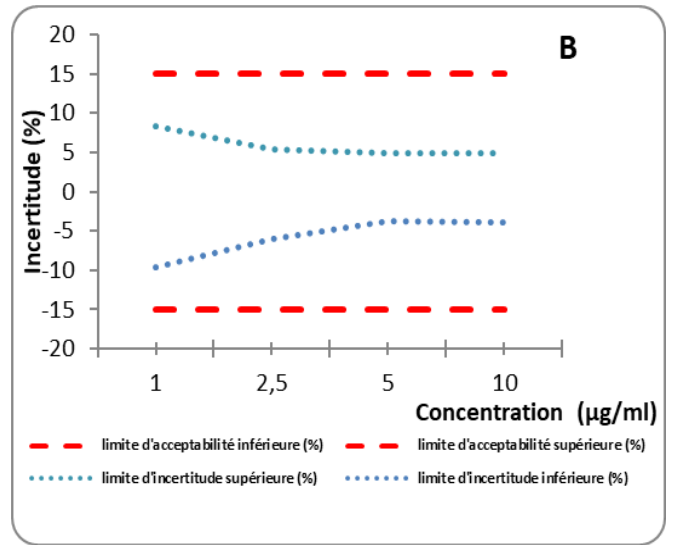 B
20
15
10
5
0
-5
-10
-15
-20
Incertitude (%)
1 2,5 5 10
Concentration (µg/ml)
limite d'acceptabilité inférieure (%) limite d'acceptabilité supérieure (%)
limite d'incertitude supérieure (%) limite d'incertitude inférieure (%)